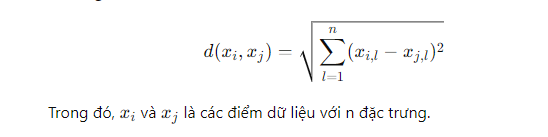 d(x_i, x_j) = \sqrt{\sum_{l=1}^{n} (x_{i,l} − x_{j,l})^2}
Trong đó, x_i và x_j là các điểm dữ liệu với n đặc trưng.